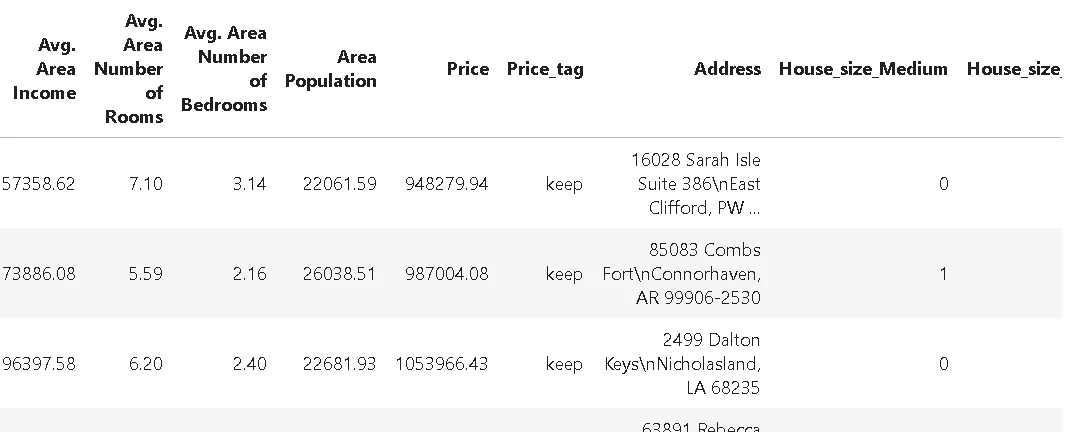 Avg. Area Income Avg. Area Number of Rooms Avg. Area Number of Bedrooms Area Population Price Price_tag Address House_size_Medium House_size_
57358.62 7.10 3.14 22061.59 948279.94 keep 16028 Sarah Isle Suite 386\nEast Clifford, PW ... 0
73886.08 5.59 2.16 26038.51 987004.08 keep 85083 Combs Fort\nConnorhaven, AR 99906-2530 1
96397.58 6.20 2.40 22681.93 1053966.43 keep 2499 Dalton Keys\nNicholasland, LA 68235 0
63891 Rebecca